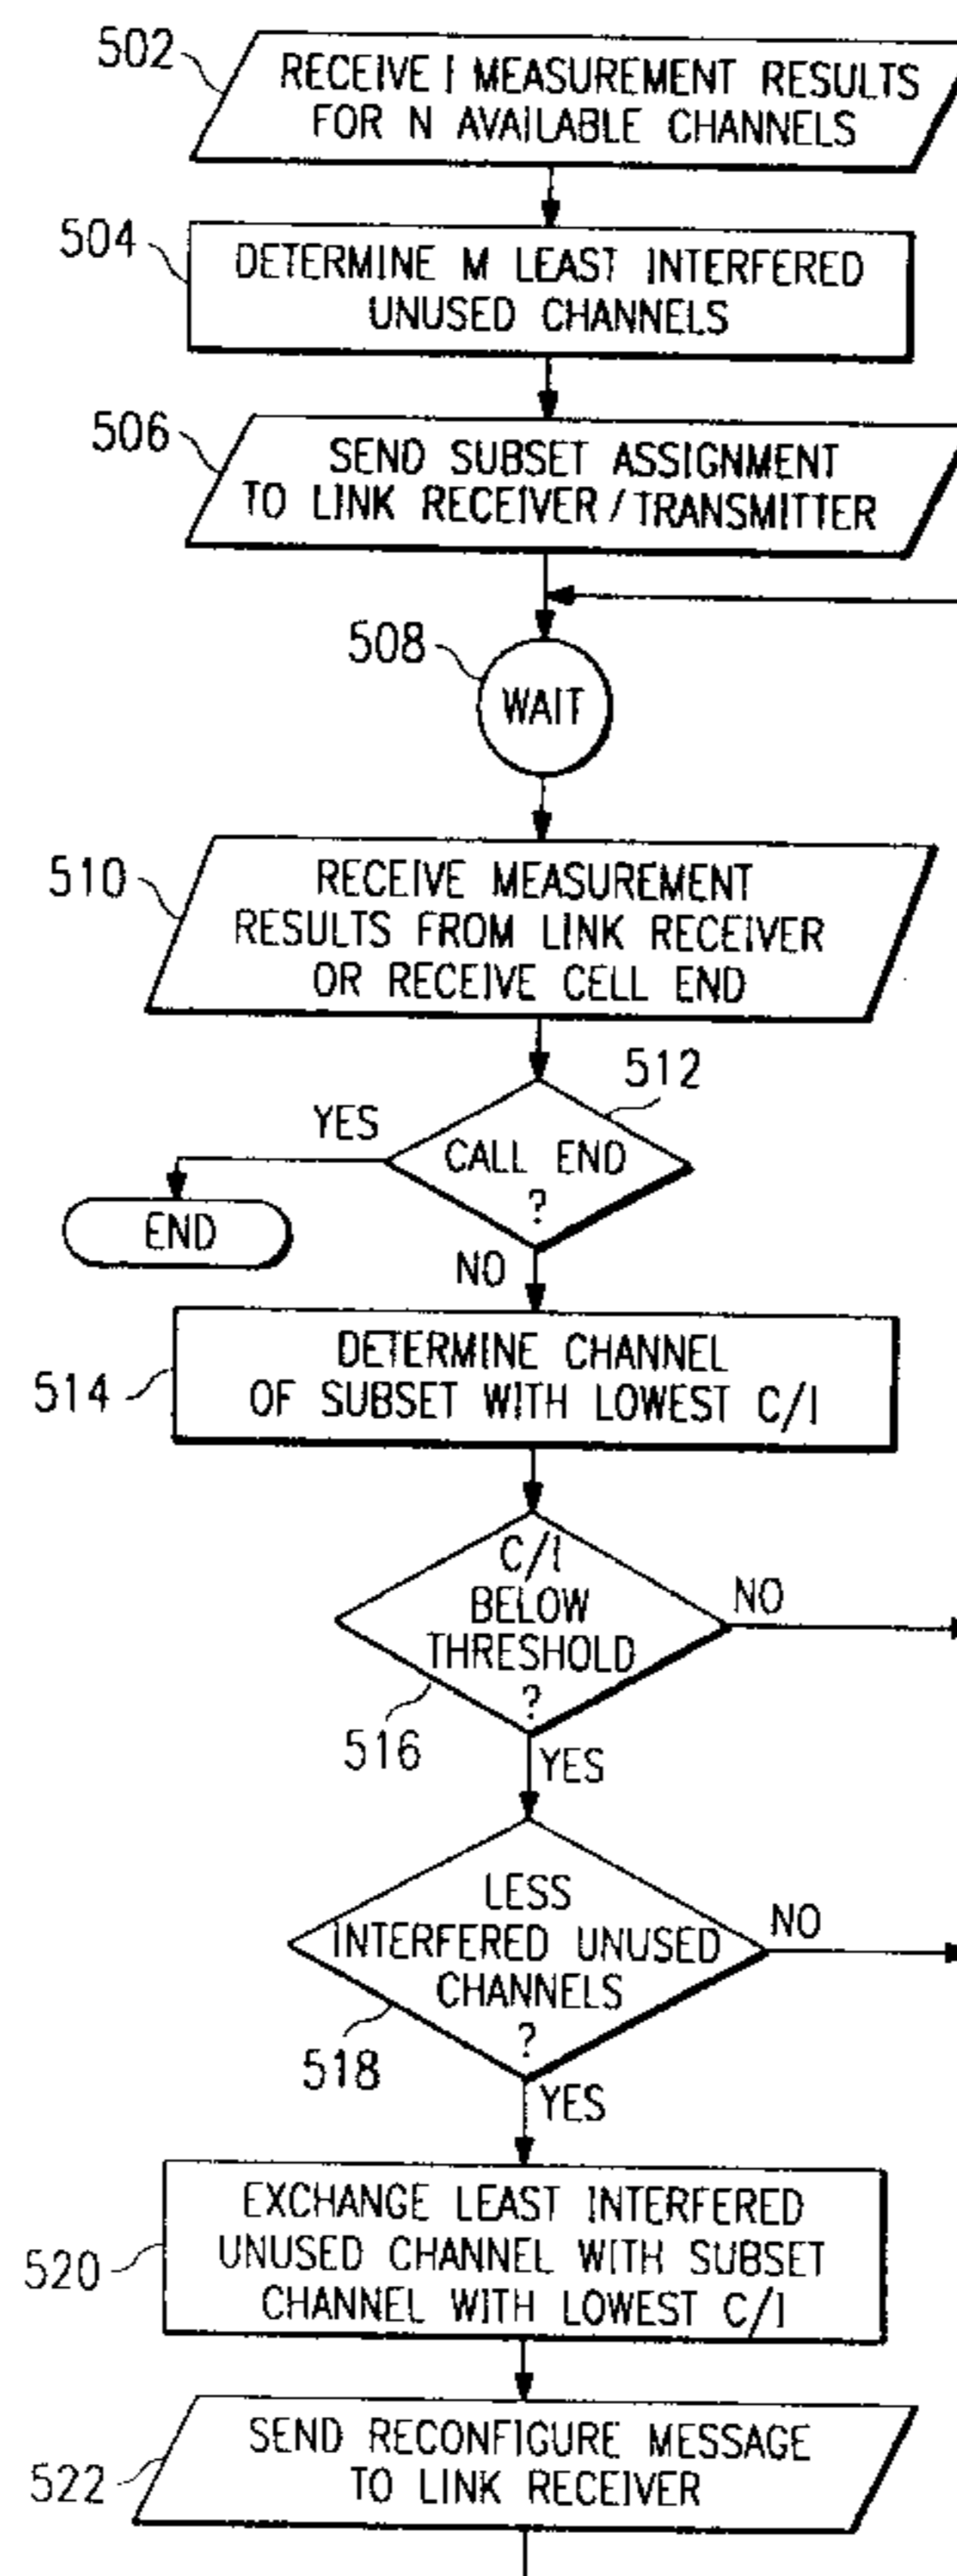 502
RECEIVE I MEASUREMENT RESULTS
FOR N AVAILABLE CHANNELS
504
DETERMINE M LEAST INTERFERED
UNUSED CHANNELS
506
SEND SUBSET ASSIGNMENT
TO LINK RECEIVER/TRANSMITTER
508
WAIT
510
RECEIVE MEASUREMENT
RESULTS FROM LINK RECEIVER
OR RECEIVE CELL END
512
YES
CALL END
?
END
NO
514
DETERMINE CHANNEL
OF SUBSET WITH LOWEST C/I
C/I
BELOW
THRESHOLD
?
NO
516
YES
LESS
INTERFERED UNUSED
CHANNELS
?
NO
518
YES
520
EXCHANGE LEAST INTERFERED
UNUSED CHANNEL WITH SUBSET
CHANNEL WITH LOWEST C/I
522
SEND RECONFIGURE MESSAGE
TO LINK RECEIVER